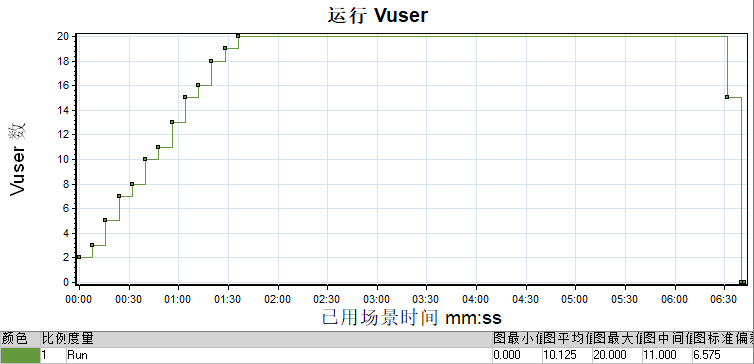 运行 Vuser
20
18
16
14
12
10
8
6
4
2
0
Vuser 数
00:00 00:30 01:00 01:30 02:00 02:30 03:00 03:30 04:00 04:30 05:00 05:30 06:00 06:30
已用场景时间 mm:ss
颜色 比例 度量 图最小值 图平均值 图最大值 图中间值 图标准偏差
1 Run 0.000 10.125 20.000 11.000 6.575